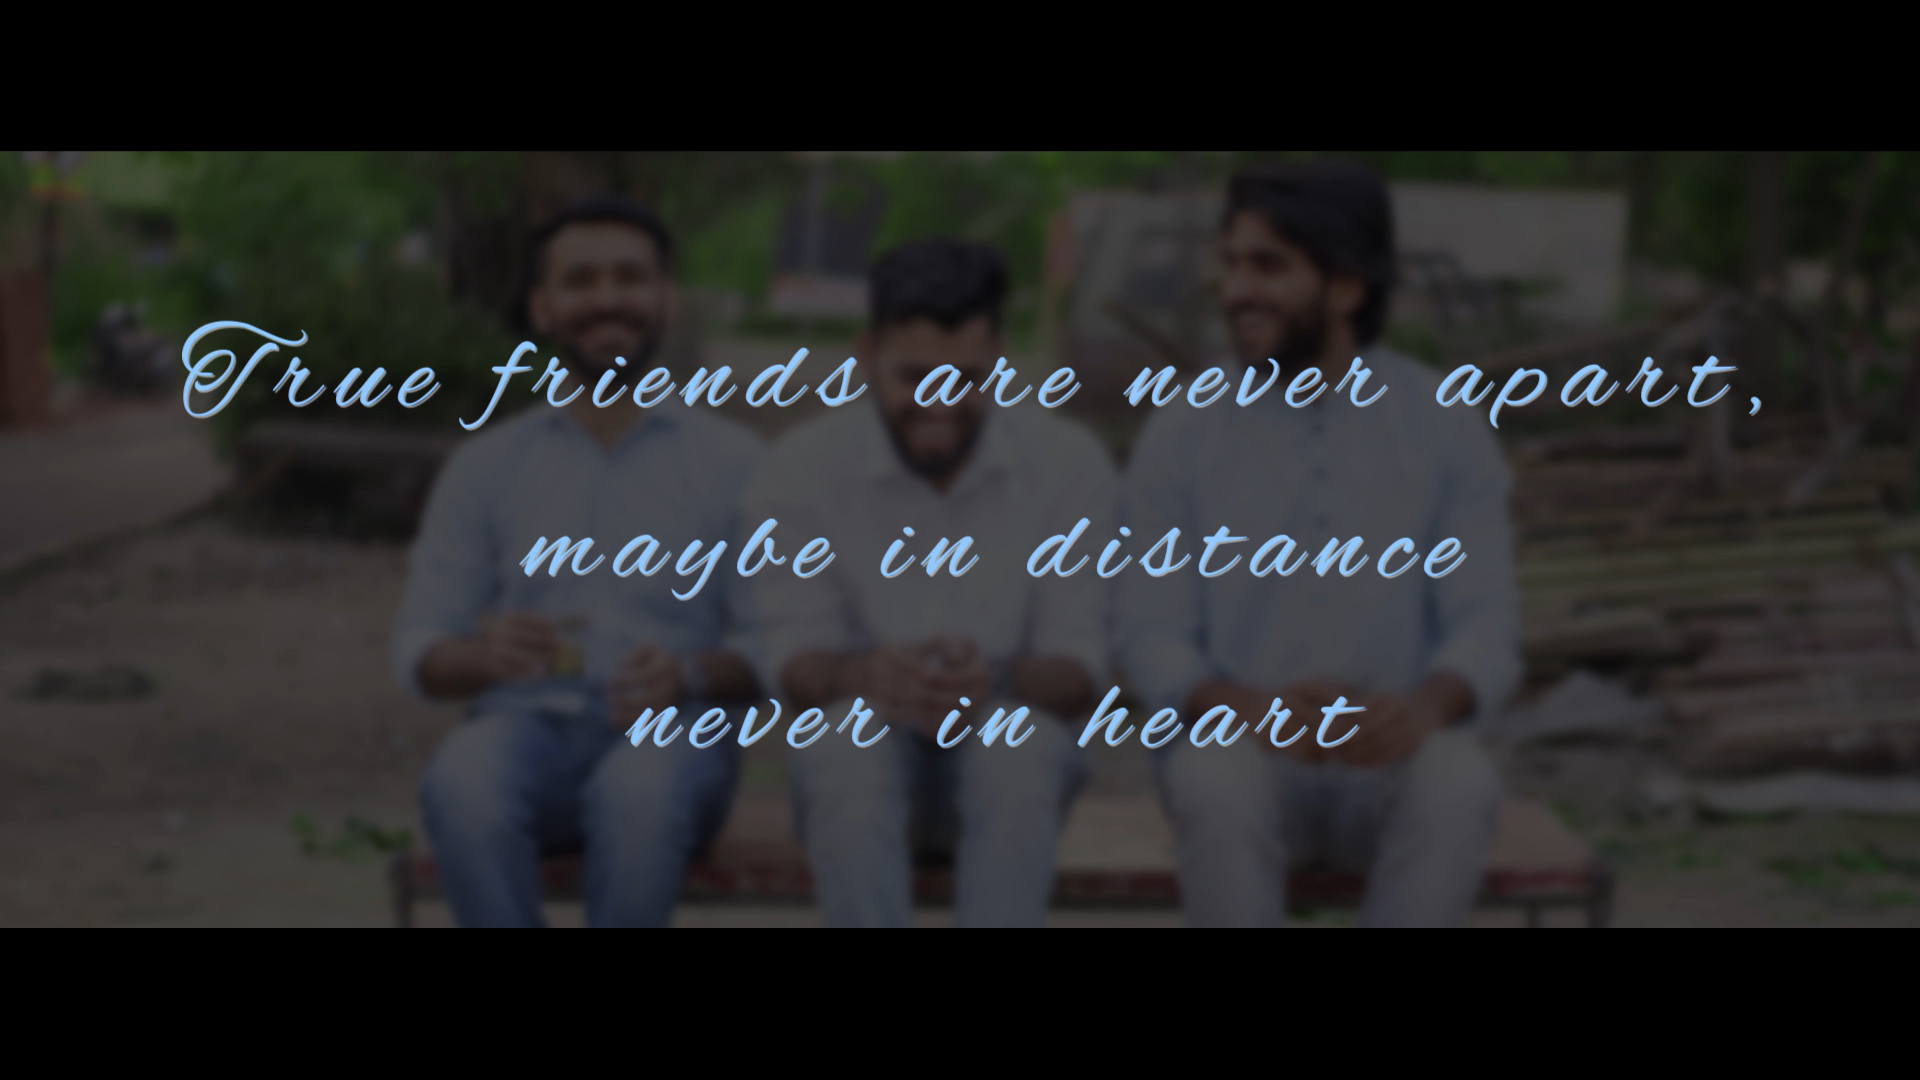 True friends are never apart,
maybe in distance
never in heart